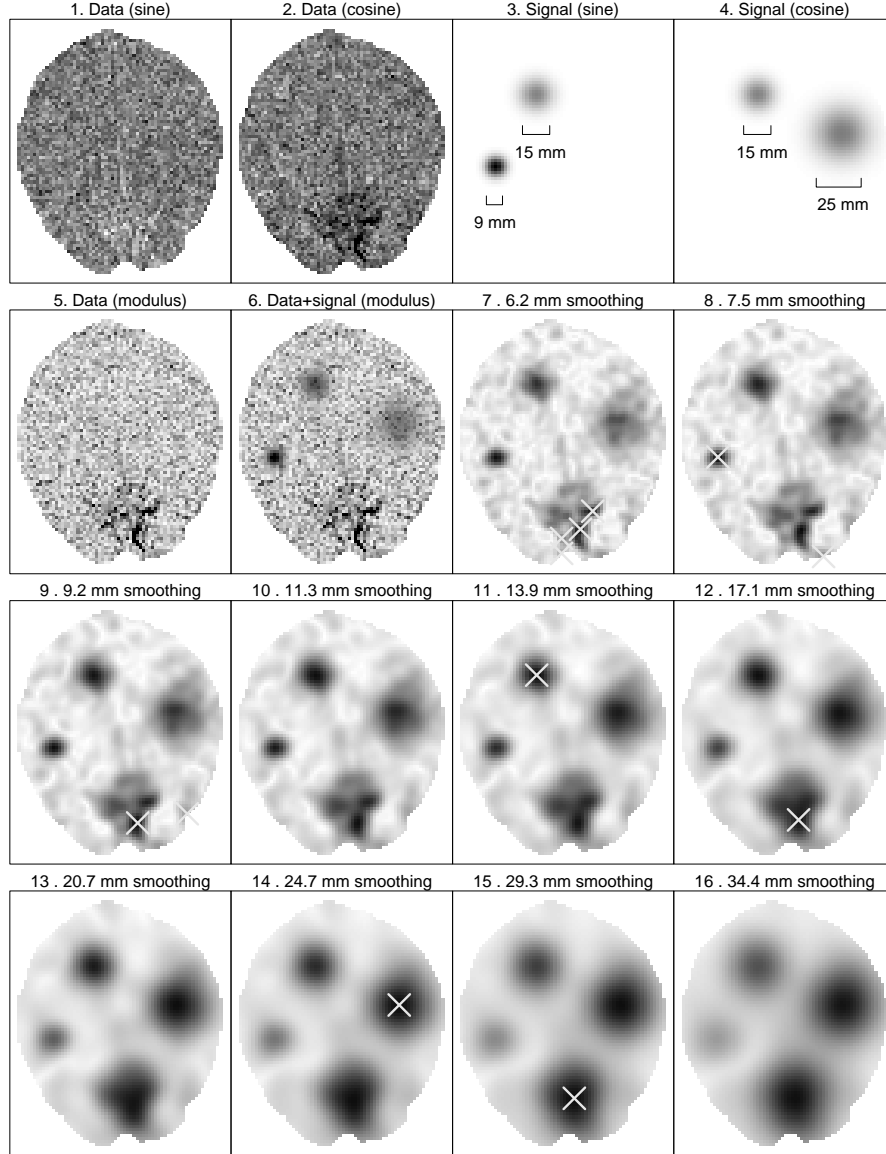 1. Data (sine)
2. Data (cosine)
3. Signal (sine)
4. Signal (cosine)
15 mm
9 mm
15 mm
25 mm
5. Data (modulus)
6. Data+signal (modulus)
7 . 6.2 mm smoothing
8 . 7.5 mm smoothing
9 . 9.2 mm smoothing
10 . 11.3 mm smoothing
11 . 13.9 mm smoothing
12 . 17.1 mm smoothing
13 . 20.7 mm smoothing
14 . 24.7 mm smoothing
15 . 29.3 mm smoothing
16 . 34.4 mm smoothing